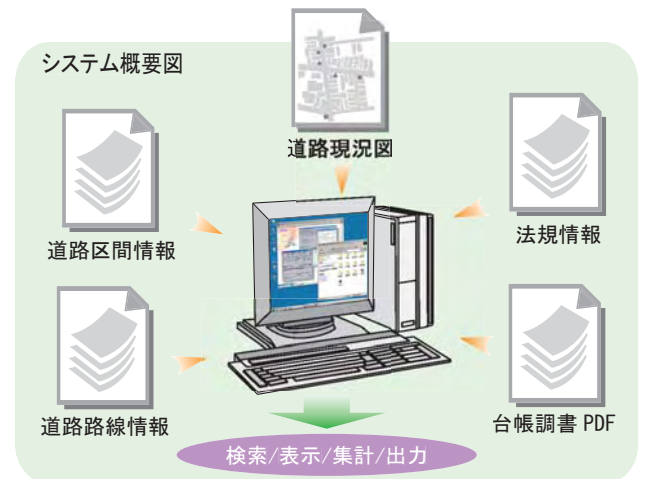 システム概要図
道路現況図
道路区間情報
法規情報
道路路線情報
台帳調書 PDF
検索/表示/集計/出力